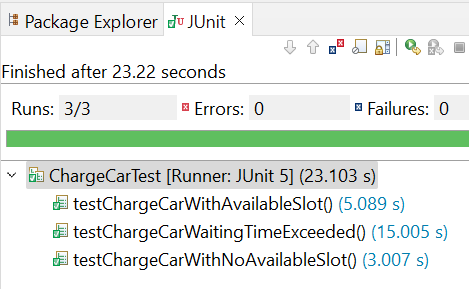 Package Explorer JUnit
Finished after 23.22 seconds
Runs: 3/3 Errors: 0 Failures: 0
ChargeCarTest [Runner: JUnit 5] (23.103 s)
testChargeCarWithAvailableSlot() (5.089 s)
testChargeCarWaitingTimeExceeded() (15.005 s)
testChargeCarWithNoAvailableSlot() (3.007 s)